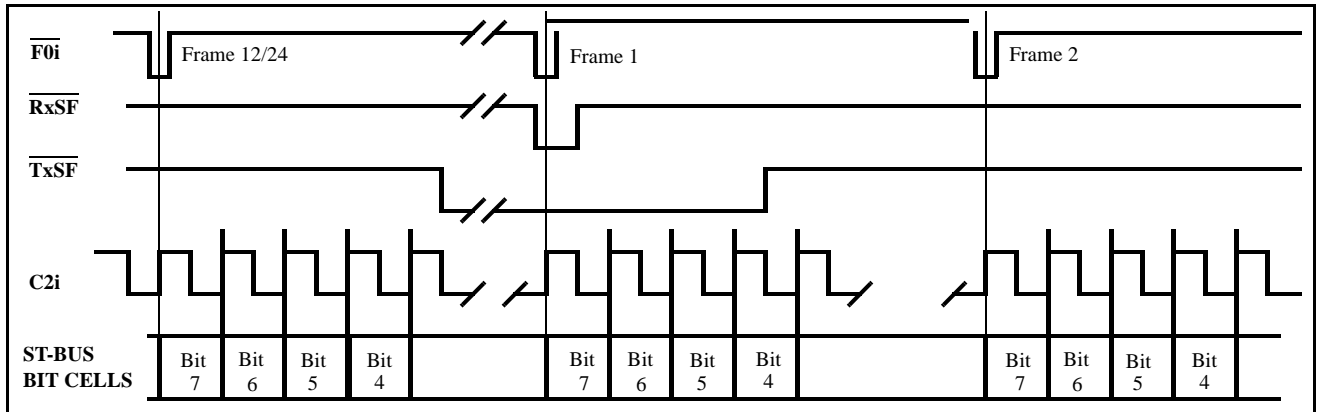 F0i
Frame 12/24
Frame 1
Frame 2
RxSF
TxSF
C2i
ST-BUS
BIT CELLS
Bit
7
Bit
6
Bit
5
Bit
4
Bit
7
Bit
6
Bit
5
Bit
4
Bit
7
Bit
6
Bit
5
Bit
4